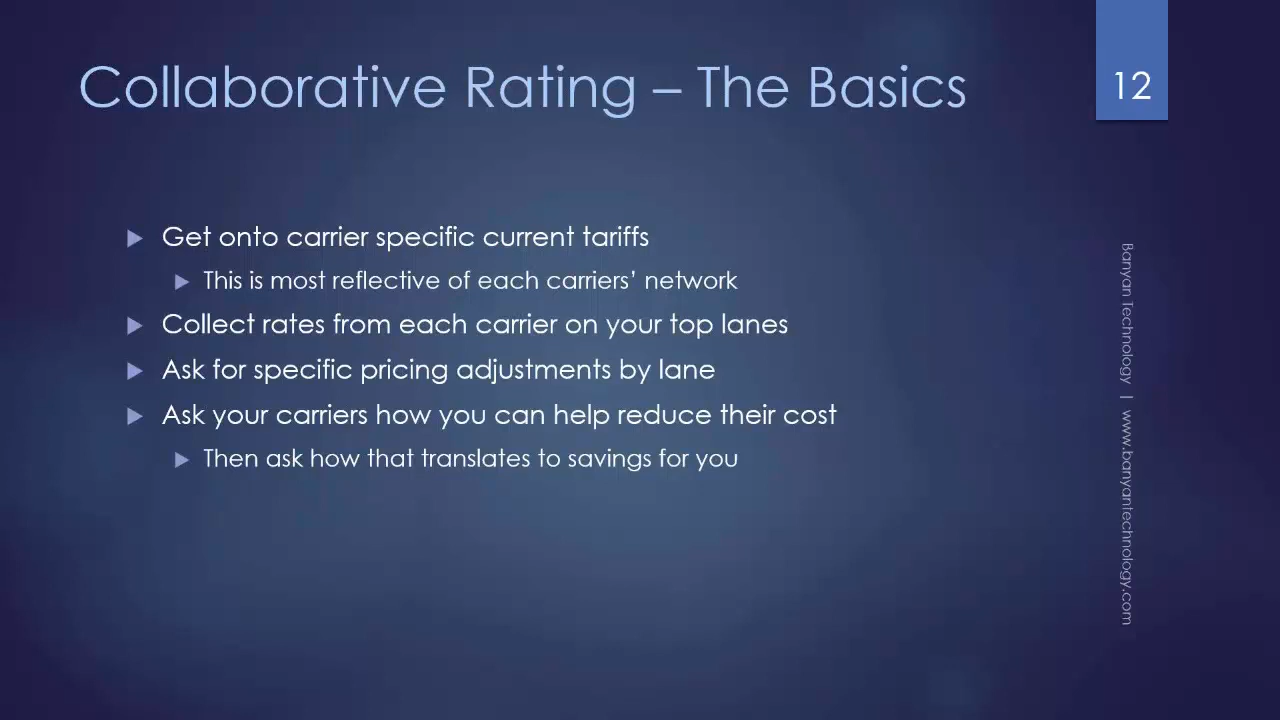 Collaborative Rating – The Basics
12
Get onto carrier specific current tariffs
This is most reflective of each carriers’ network
Collect rates from each carrier on your top lanes
Ask for specific pricing adjustments by lane
Ask your carriers how you can help reduce their cost
Then ask how that translates to savings for you
Banyan Technology | www.banyantechnology.com